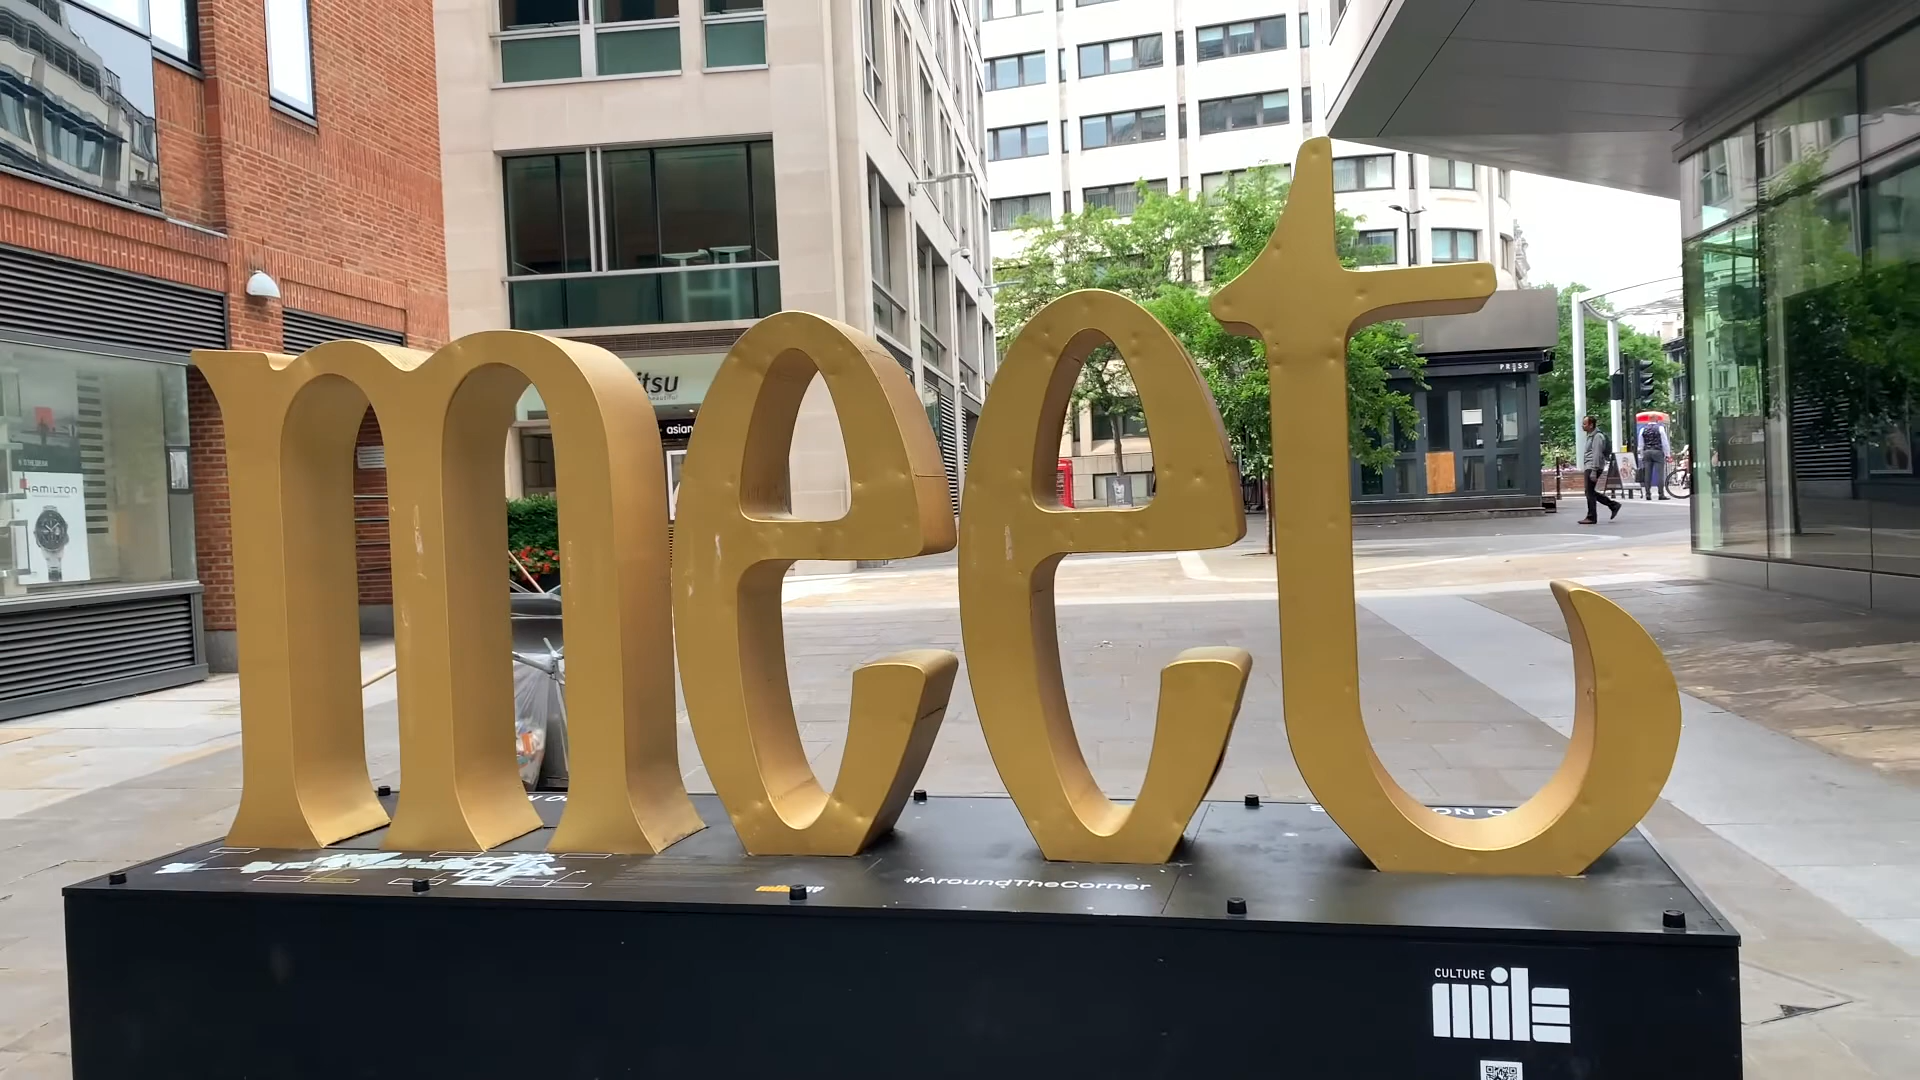 meet
itsu
asian
PRESS
HAMILTON
#AroundTheCorner
CULTURE
mile